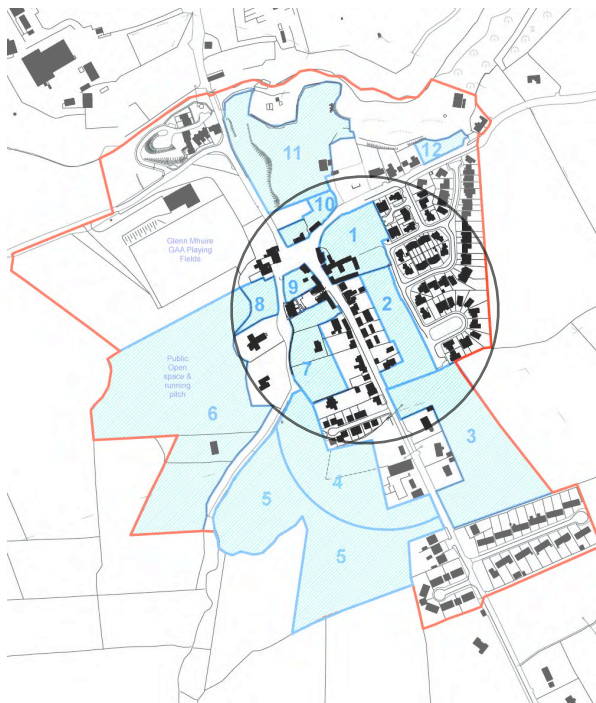 11
12
10
1
Glenn Mhuire
GAA Playing
Fields
9
8
2
7
Public
Open
space &
running
pitch
6
3
4
5
5